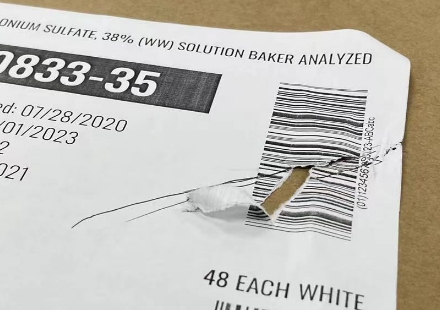 ONIUM SULFATE, 38% (WW) SOLUTION BAKER ANALYZED
0833-35
ed: 07/28/2020
/01/2023
2
021
48 EACH WHITE